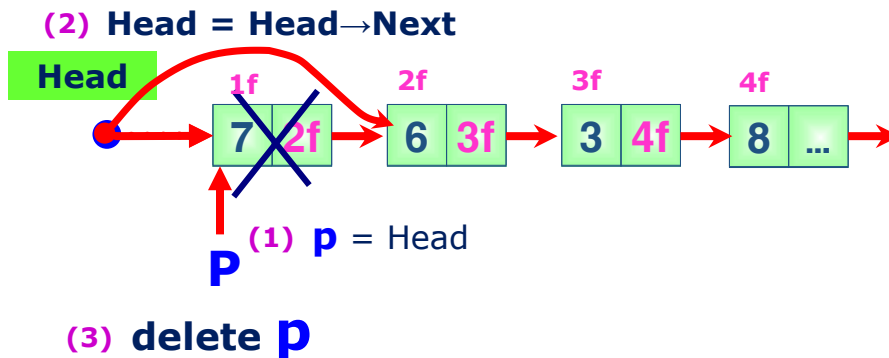 (2) Head = Head→Next
Head
1f 2f 3f 4f
7 2f 6 3f 3 4f 8 ...
(1) p = Head
P
(3) delete p